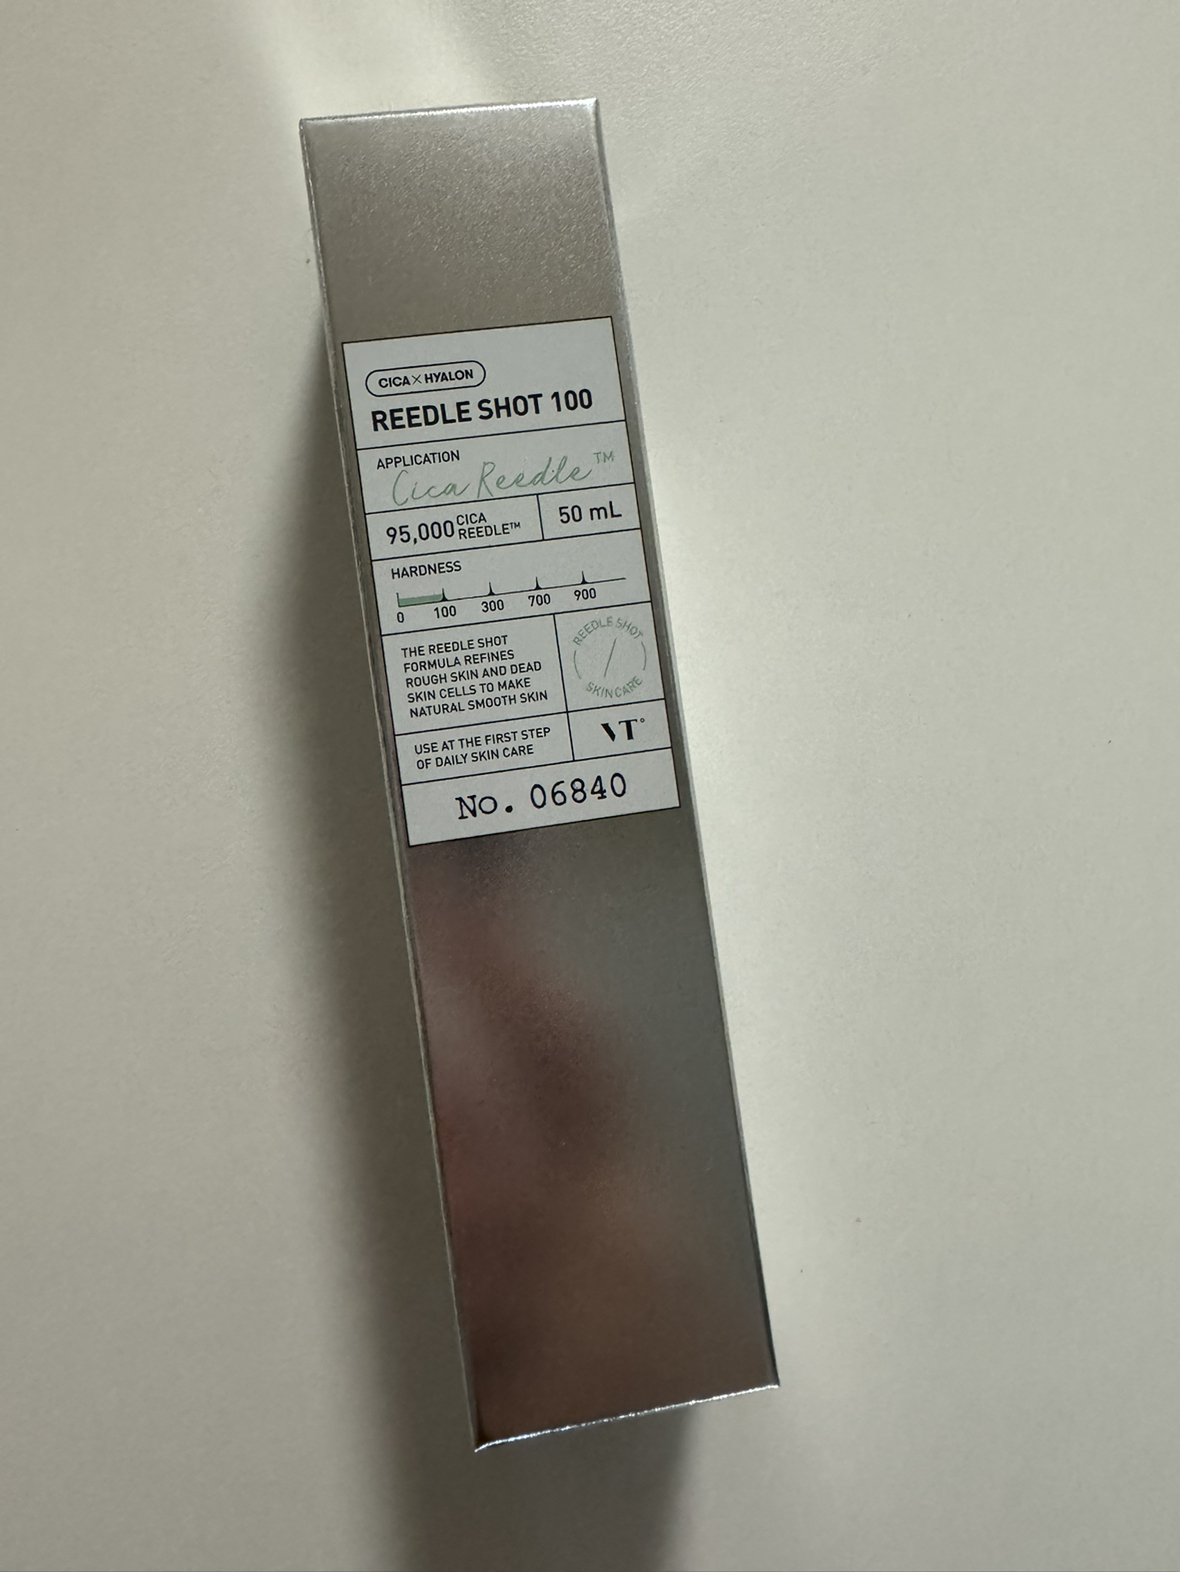 CICA×HYALON
REEDLE SHOT 100
APPLICATION
Cica Reedle™
95,000 CICA REEDLE™
50 mL
HARDNESS
0 100 300 700 900
THE REEDLE SHOT
FORMULA REFINES
ROUGH SKIN AND DEAD
SKIN CELLS TO MAKE
NATURAL SMOOTH SKIN
REEDLE SHOT
SKINCARE
USE AT THE FIRST STEP
OF DAILY SKIN CARE
VT°
No. 06840